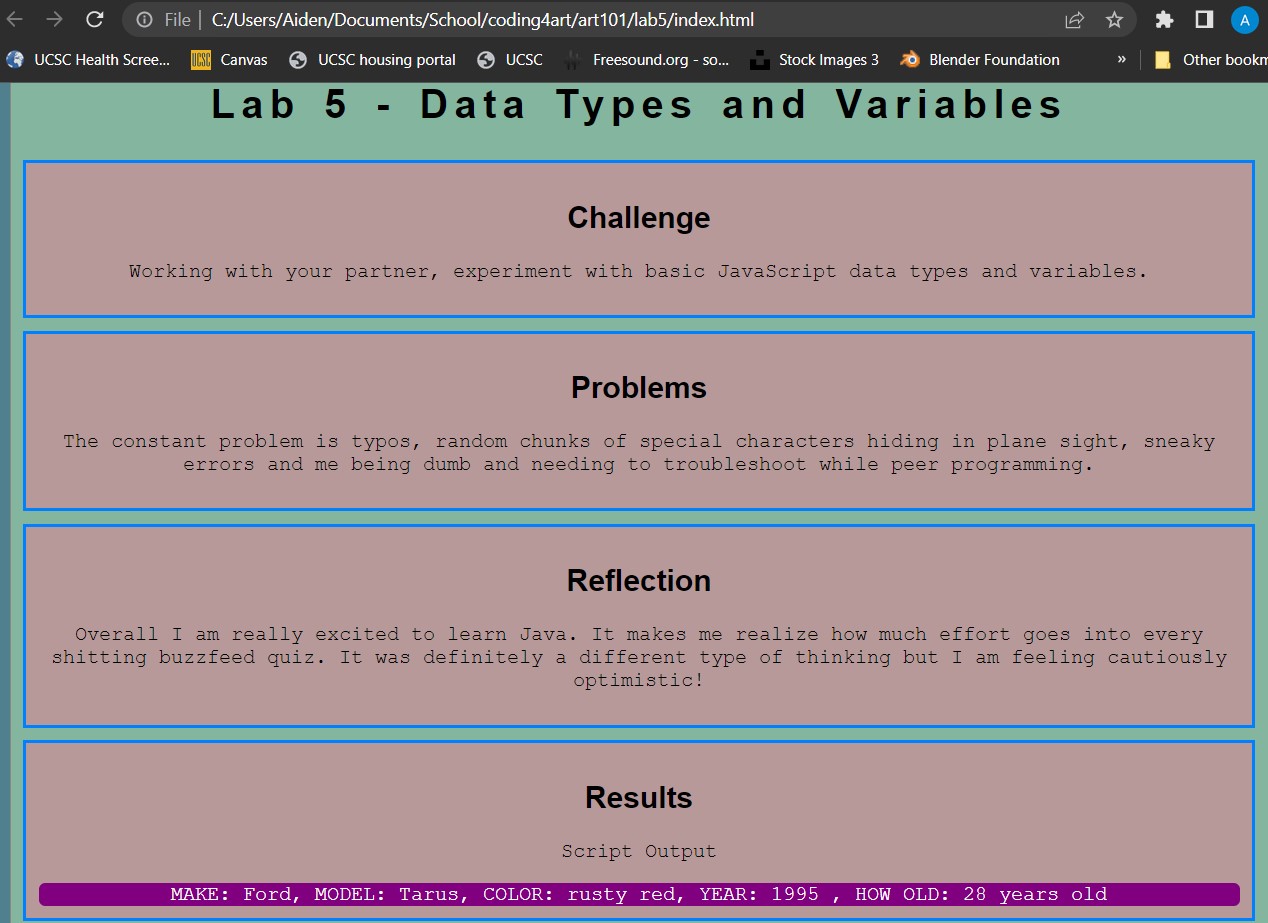 File | C:/Users/Aiden/Documents/School/coding4art/art101/lab5/index.html
A
UCSC Health Scree... UCSC Canvas UCSC housing portal UCSC Freesound.org - so... Stock Images 3 Blender Foundation » Other bookm
Lab 5 - Data Types and Variables
Challenge
Working with your partner, experiment with basic JavaScript data types and variables.
Problems
The constant problem is typos, random chunks of special characters hiding in plane sight, sneaky
errors and me being dumb and needing to troubleshoot while peer programming.
Reflection
Overall I am really excited to learn Java. It makes me realize how much effort goes into every
shitting buzzfeed quiz. It was definitely a different type of thinking but I am feeling cautiously
optimistic!
Results
Script Output
MAKE: Ford, MODEL: Tarus, COLOR: rusty red, YEAR: 1995 , HOW OLD: 28 years old